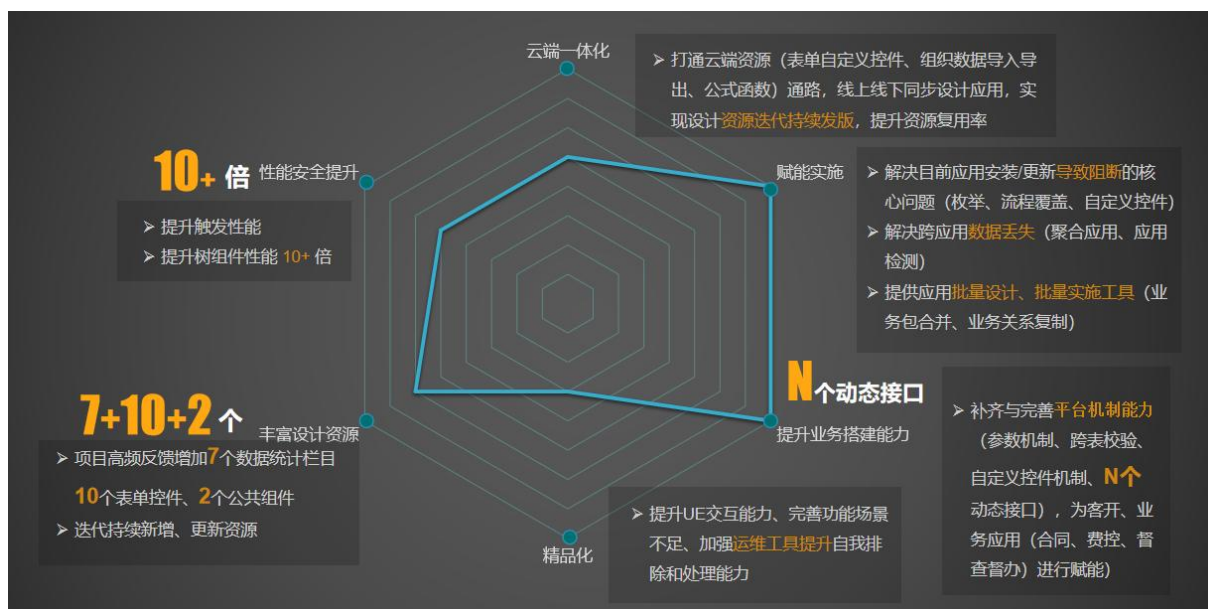 云端一体化
➢ 打通云端资源（表单自定义控件、组织数据导入导
出、公式函数）通路，线上线下同步设计应用，实
现设计资源迭代持续发版，提升资源复用率
10+ 倍 性能安全提升
➢ 提升触发性能
➢ 提升树组件性能 10+ 倍
赋能实施
➢ 解决目前应用安装/更新导致阻断的核
心问题（枚举、流程覆盖、自定义控件）
➢ 解决跨应用数据丢失（聚合应用、应用
检测）
➢ 提供应用批量设计、批量实施工具（业
务包合并、业务关系复制）
7+10+2 个 丰富设计资源
➢ 项目高频反馈增加7个数据统计栏目
10个表单控件、2个公共组件
➢ 迭代持续新增、更新资源
N个动态接口
提升业务搭建能力
➢ 补齐与完善平台机制能力
（参数机制、跨表校验、
自定义控件机制、N个
动态接口），为客开、业
务应用（合同、费控、督
查督办）进行赋能）
精品化
➢ 提升UE交互能力、完善功能场景
不足、加强运维工具提升自我排
除和处理能力